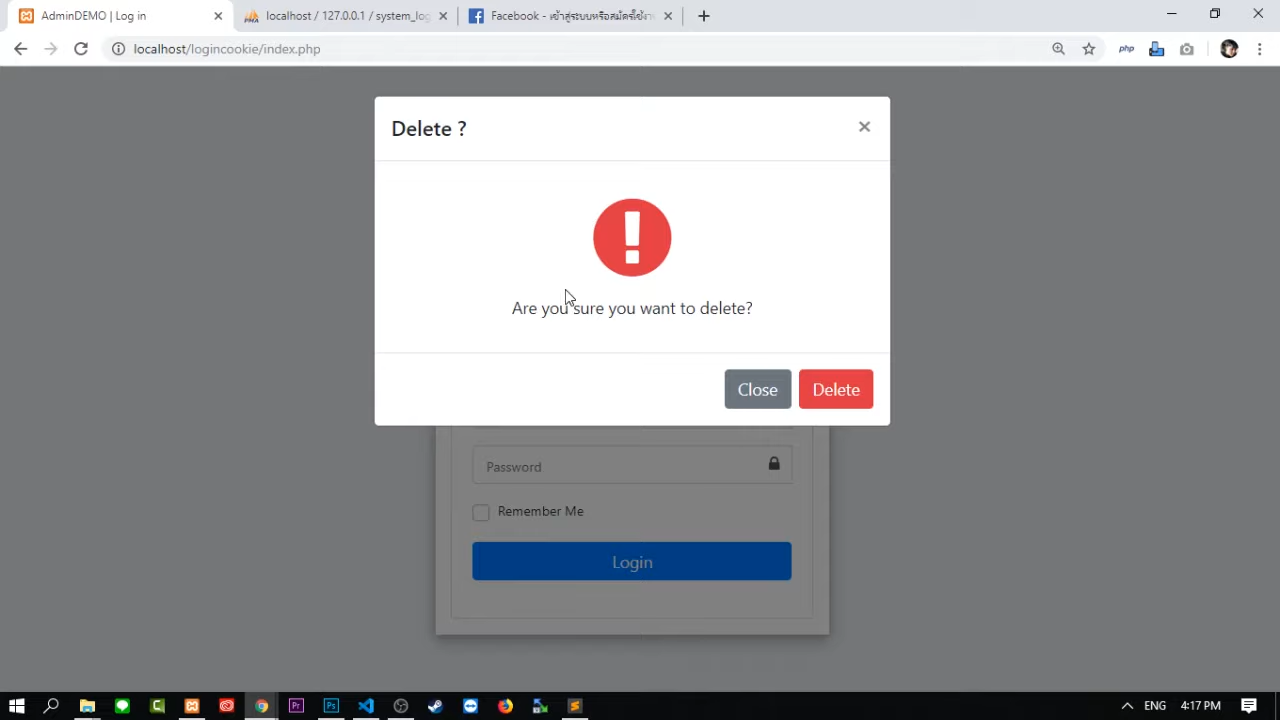 AdminDEMO | Log in
localhost / 127.0.0.1 / system_log
Facebook - เข้าสู่ระบบหรือสมัครใช้งาน
localhost/logincookie/index.php
php
Delete ?
Are you sure you want to delete?
Close
Delete
Password
Remember Me
Login
Pr
Ps
ENG
4:17 PM